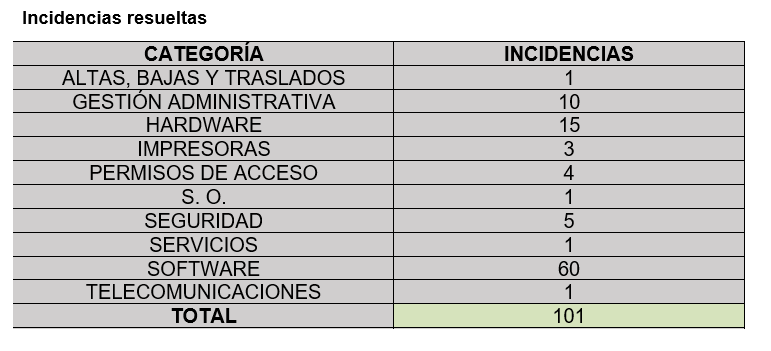 Incidencias resueltas
CATEGORÍA INCIDENCIAS
ALTAS, BAJAS Y TRASLADOS 1
GESTIÓN ADMINISTRATIVA 10
HARDWARE 15
IMPRESORAS 3
PERMISOS DE ACCESO 4
S. O. 1
SEGURIDAD 5
SERVICIOS 1
SOFTWARE 60
TELECOMUNICACIONES 1
TOTAL 101